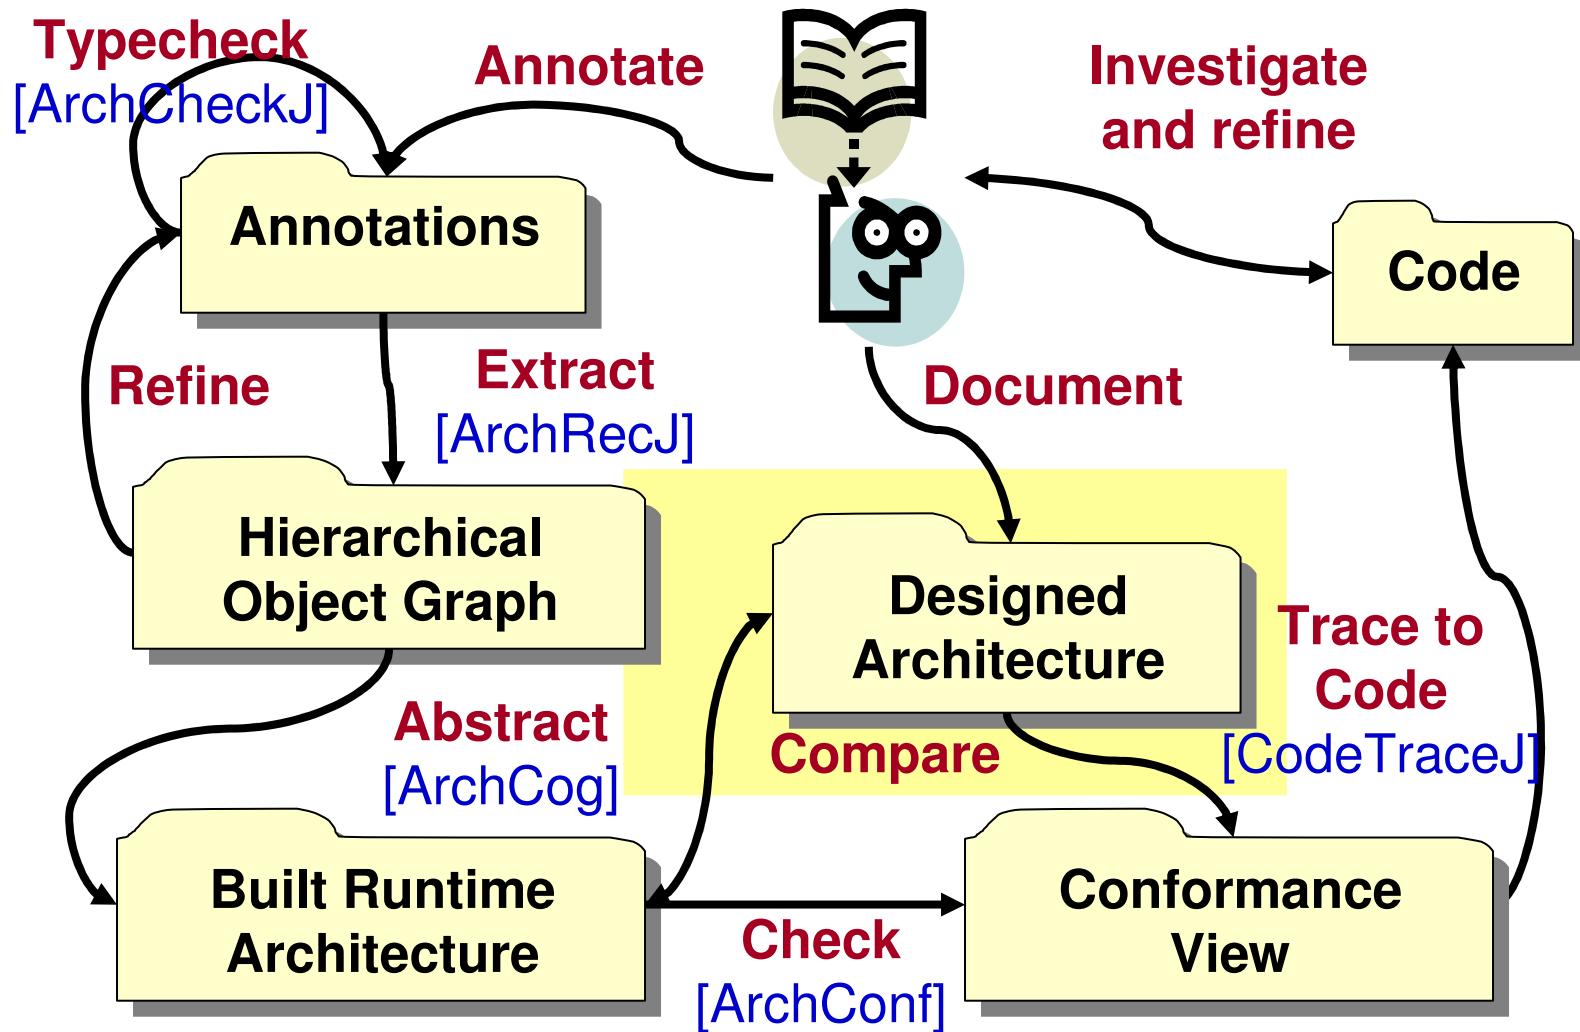 Typecheck
[ArchCheckJ]
Annotate
Investigate
and refine
Annotations
Code
Refine
Extract
[ArchRecJ]
Document
Hierarchical
Object Graph
Designed
Architecture
Trace to
Code
[CodeTraceJ]
Abstract
[ArchCog]
Compare
Built Runtime
Architecture
Check
[ArchConf]
Conformance
View